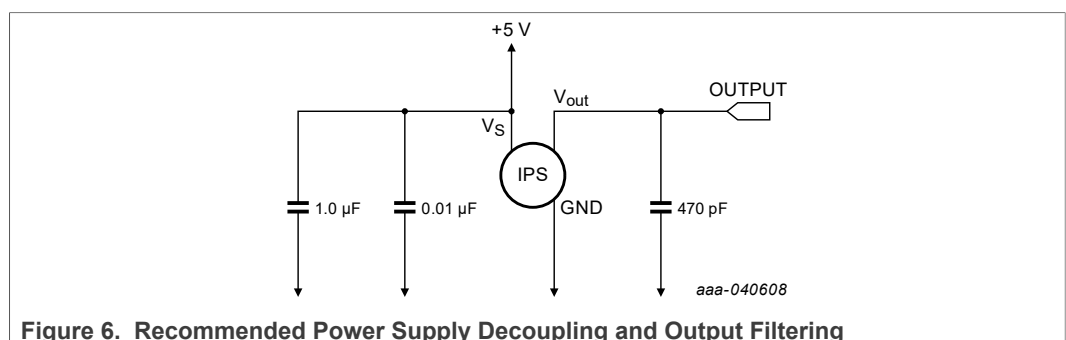 +5 V
OUTPUT
Vout
VS
IPS
1.0 µF
0.01 µF
GND
470 pF
aaa-040608
Figure 6. Recommended Power Supply Decoupling and Output Filtering